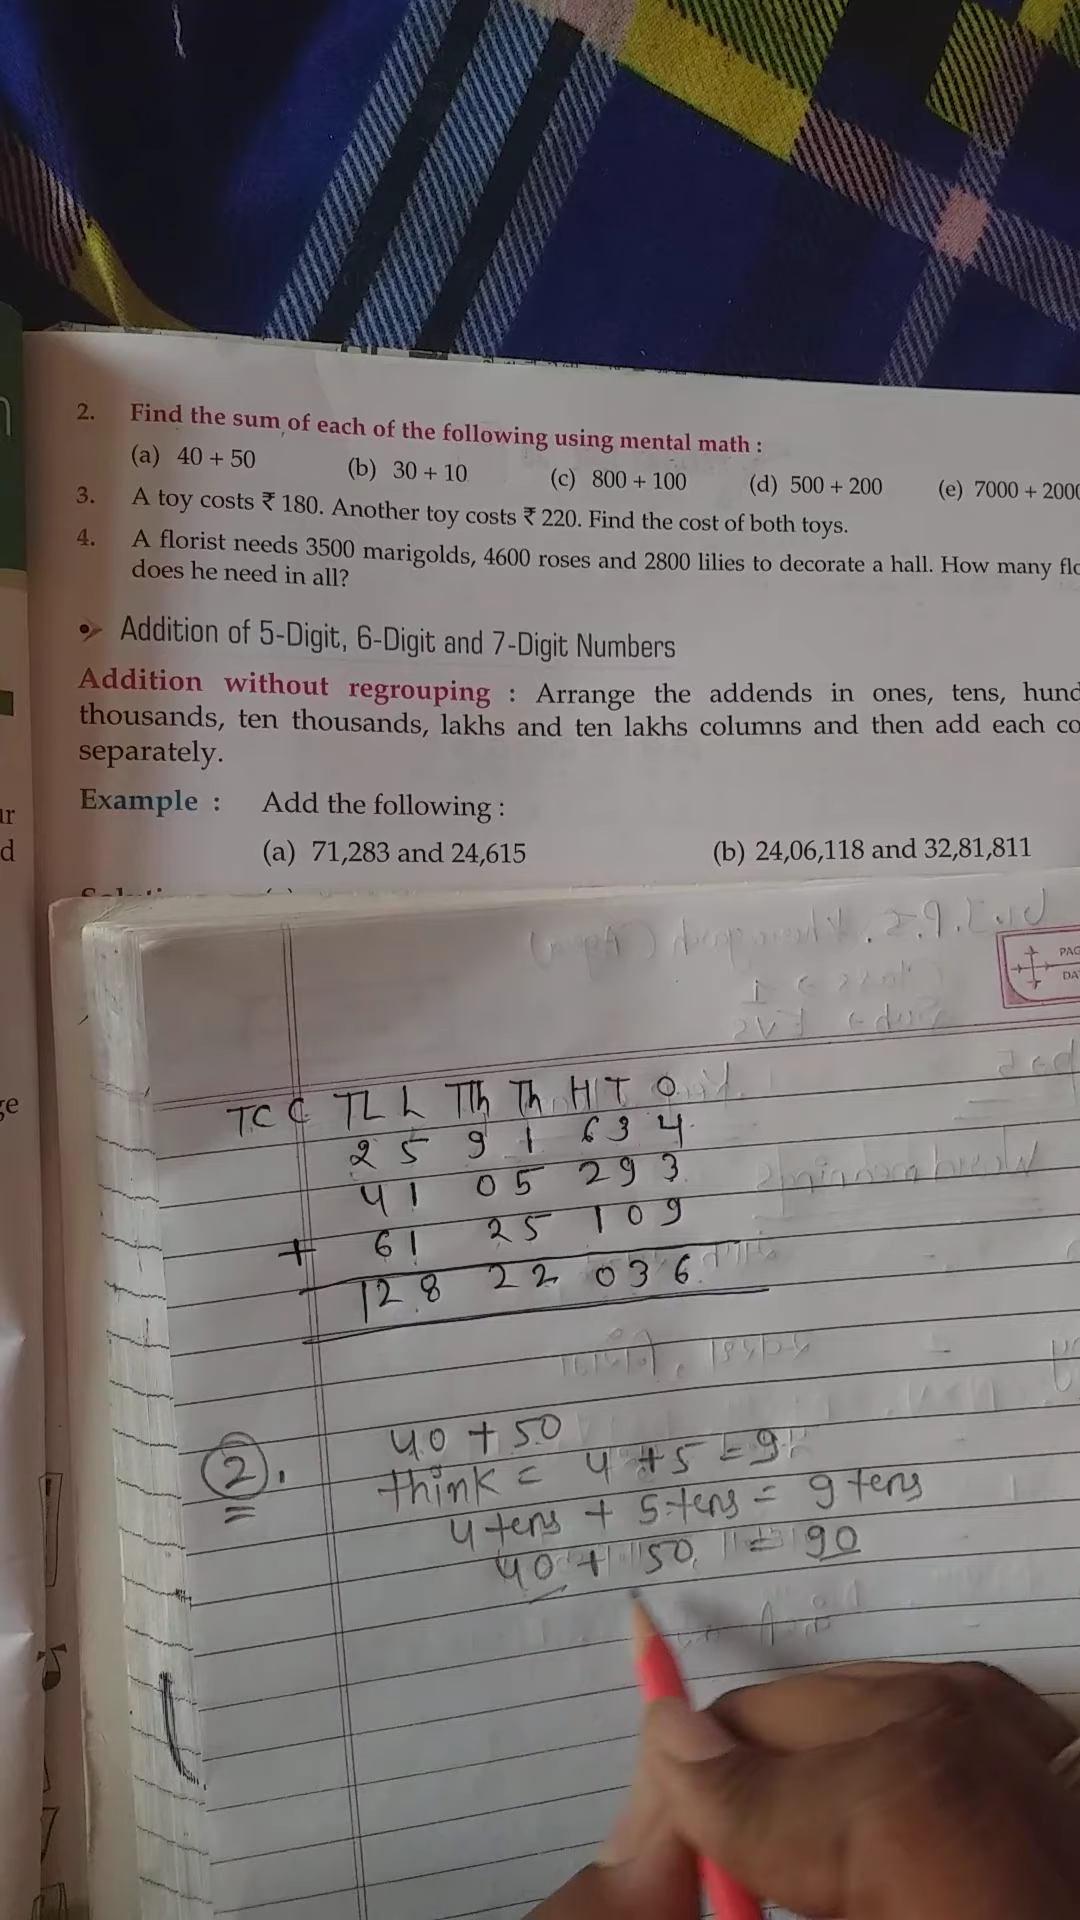 2. Find the sum of each of the following using mental math :
(a) 40 + 50 (b) 30 + 10 (c) 800 + 100 (d) 500 + 200 (e) 7000 + 2000
3. A toy costs ₹ 180. Another toy costs ₹ 220. Find the cost of both toys.
4. A florist needs 3500 marigolds, 4600 roses and 2800 lilies to decorate a hall. How many flo
does he need in all?
Addition of 5-Digit, 6-Digit and 7-Digit Numbers
Addition without regrouping : Arrange the addends in ones, tens, hund
thousands, ten thousands, lakhs and ten lakhs columns and then add each co
separately.
Example : Add the following :
(a) 71,283 and 24,615 (b) 24,06,118 and 32,81,811
PAG
DA
TC C TL L TTh Th H T O
2 5 9 1 6 3 4
4 1 0 5 2 9 3
+ 6 1 2 5 1 0 9
12 8 2 2 0 3 6
2. 40 + 50
think = 4 + 5 = 9
4 tens + 5 tens = 9 tens
40 + 50 = 90